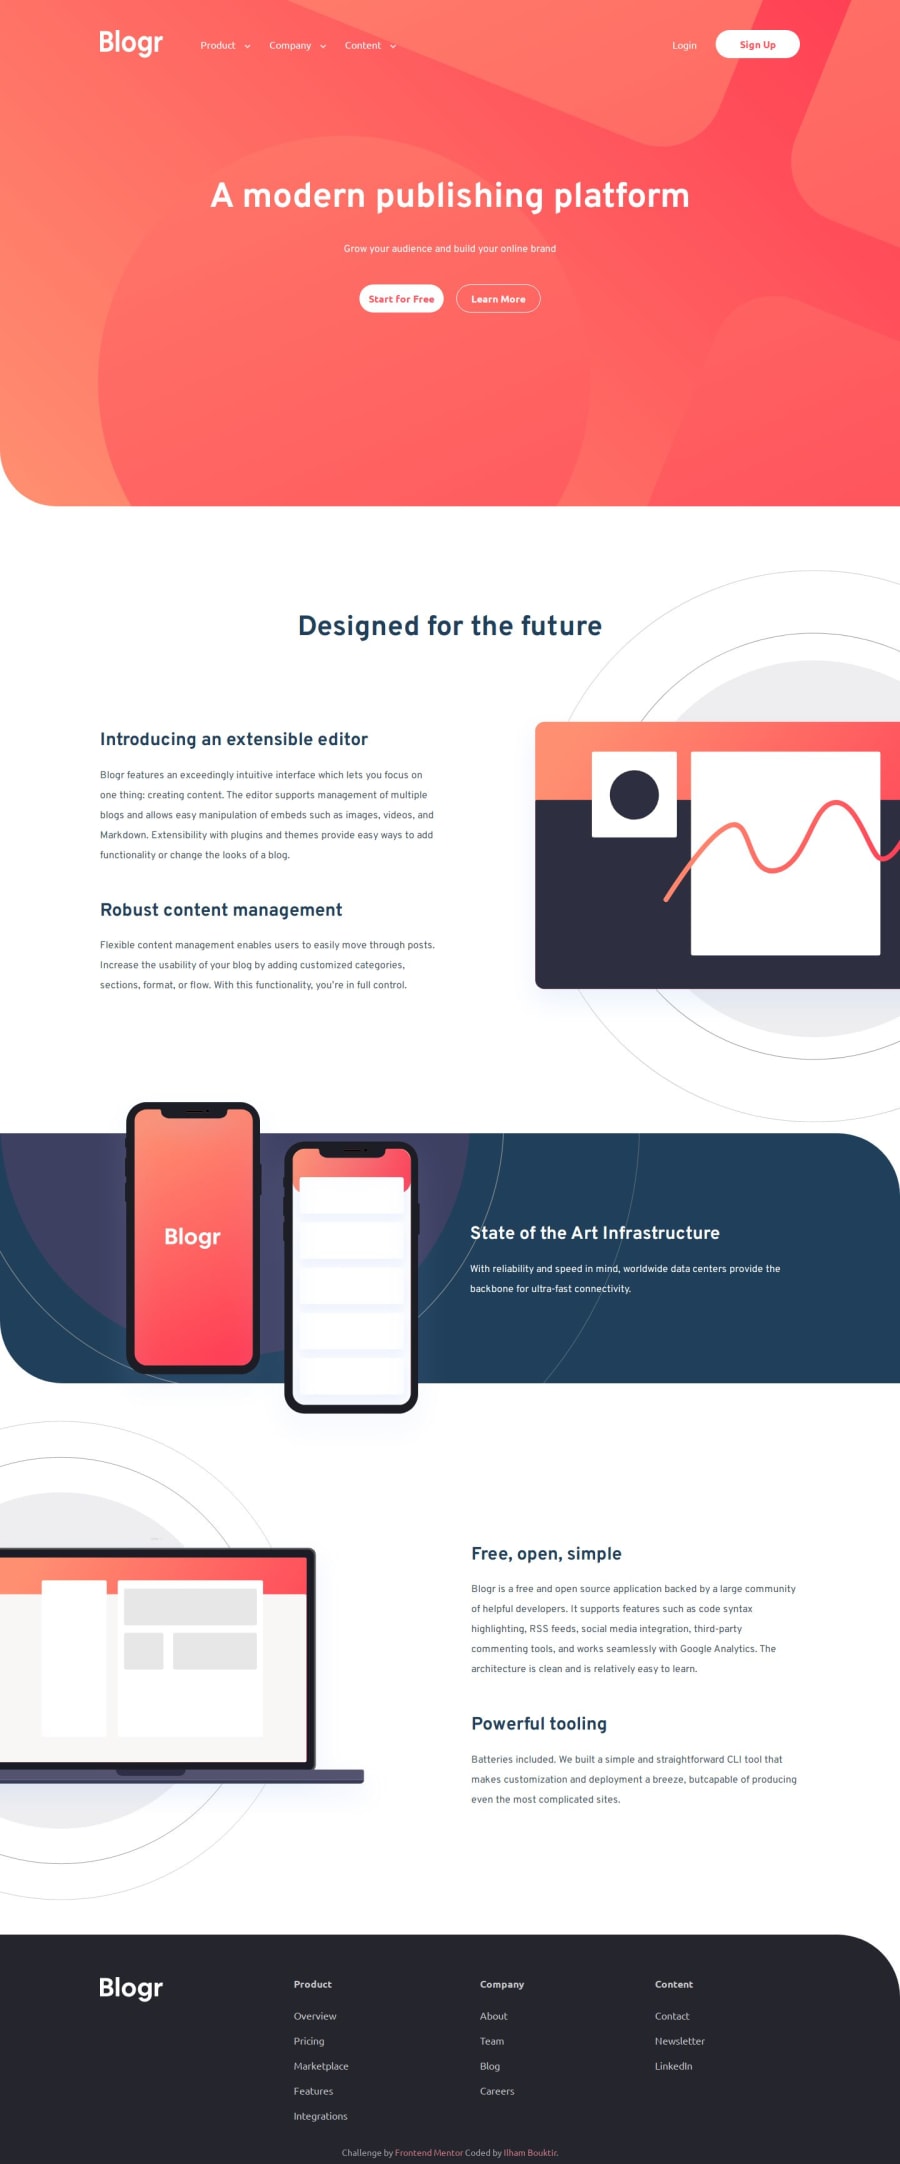 Blogr
Product
Company
Content
Login
Sign Up
A modern publishing platform
Grow your audience and build your online brand
Start for Free
Learn More
Designed for the future
Introducing an extensible editor
Blogr features an exceedingly intuitive interface which lets you focus on
one thing: creating content. The editor supports management of multiple
blogs and allows easy manipulation of embeds such as images, videos, and
Markdown. Extensibility with plugins and themes provide easy ways to add
functionality or change the looks of a blog.
Robust content management
Flexible content management enables users to easily move through posts.
Increase the usability of your blog by adding customized categories,
sections, format, or flow. With this functionality, you're in full control.
Blogr
State of the Art Infrastructure
With reliability and speed in mind, worldwide data centers provide the
backbone for ultra-fast connectivity.
Free, open, simple
Blogr is a free and open source application backed by a large community
of helpful developers. It supports features such as code syntax
highlighting, RSS feeds, social media integration, third-party
commenting tools, and works seamlessly with Google Analytics. The
architecture is clean and is relatively easy to learn.
Powerful tooling
Batteries included. We built a simple and straightforward CLI tool that
makes customization and deployment a breeze, butcapable of producing
even the most complicated sites.
Blogr
Product
Overview
Pricing
Marketplace
Features
Integrations
Company
About
Team
Blog
Careers
Content
Contact
Newsletter
LinkedIn
Challenge by Frontend Mentor Coded by Ilham Bouktir.